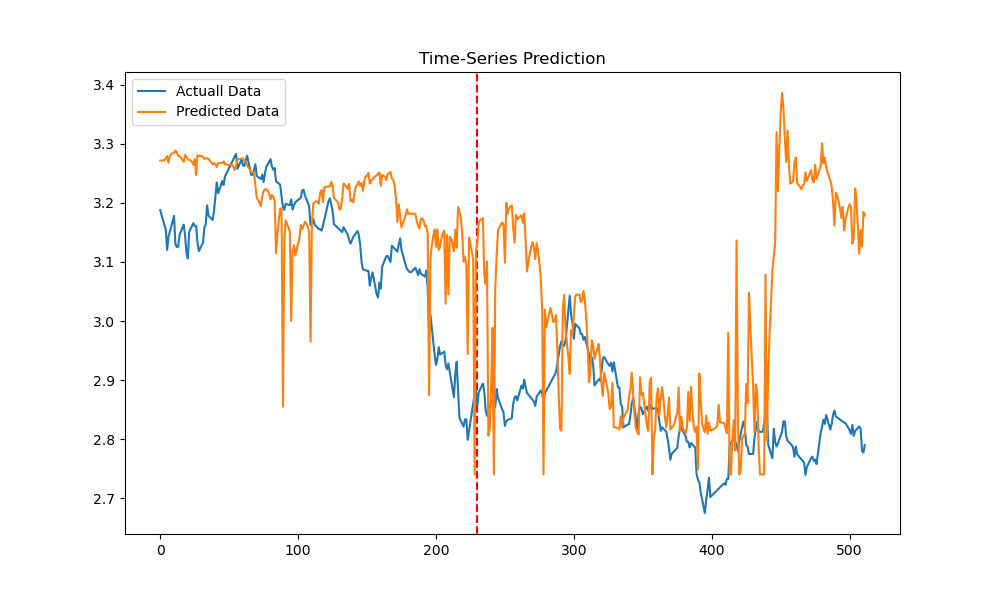 Time-Series Prediction
Actuall Data
Predicted Data
3.4
3.3
3.2
3.1
3.0
2.9
2.8
2.7
0 100 200 300 400 500